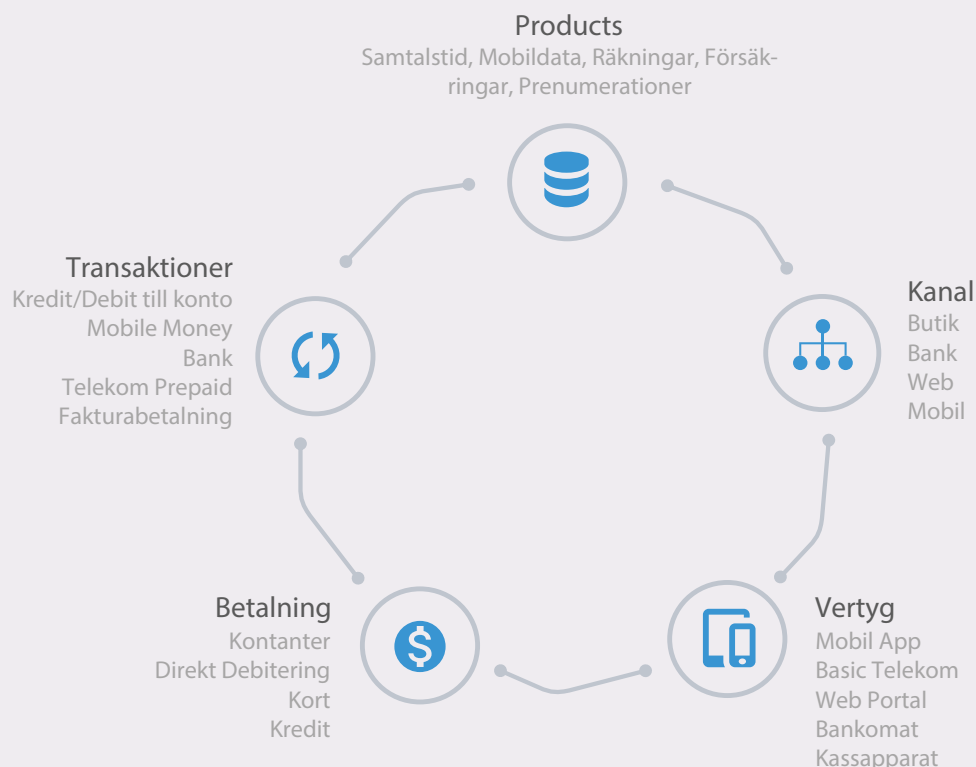 Products
Samtalstid, Mobildata, Räkningar, Försäk-
ringar, Prenumerationer
Transaktioner
Kredit/Debit till konto
Mobile Money
Bank
Telekom Prepaid
Fakturabetalning
Kanal
Butik
Bank
Web
Mobil
Betalning
Kontanter
Direkt Debitering
Kort
Kredit
Vertyg
Mobil App
Basic Telekom
Web Portal
Bankomat
Kassapparat